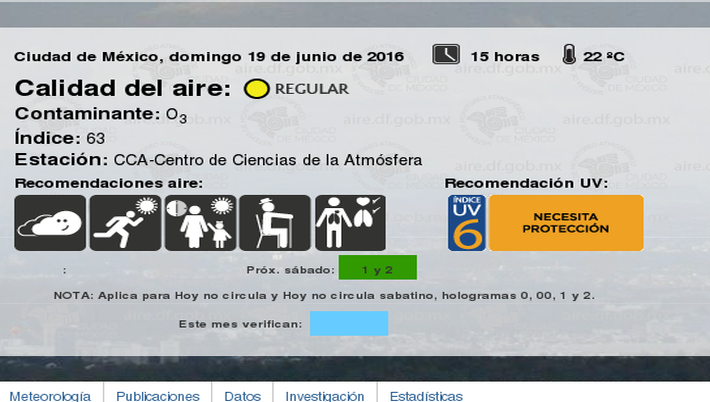 Ciudad de México, domingo 19 de junio de 2016 15 horas 22 ºC
Calidad del aire: REGULAR
Contaminante: O3
Índice: 63
Estación: CCA-Centro de Ciencias de la Atmósfera
Recomendaciones aire: Recomendación UV:
ÍNDICE
UV
6
NECESITA
PROTECCIÓN
: Próx. sábado: 1 y 2
NOTA: Aplica para Hoy no circula y Hoy no circula sabatino, hologramas 0, 00, 1 y 2.
Este mes verifican:
Meteorología Publicaciones Datos Investigación Estadísticas